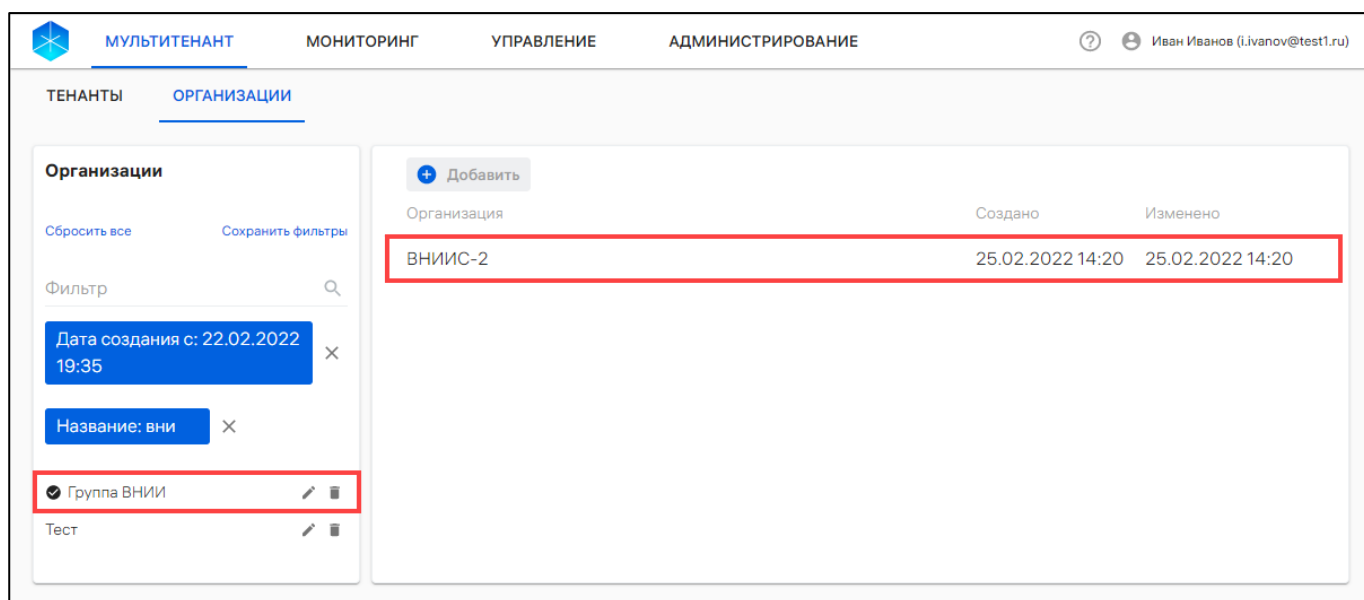 МУЛЬТИТЕНАНТ МОНИТОРИНГ УПРАВЛЕНИЕ АДМИНИСТРИРОВАНИЕ Иван Иванов (i.ivanov@test1.ru)
ТЕНАНТЫ ОРГАНИЗАЦИИ
Организации
Сбросить все Сохранить фильтры
Фильтр
Дата создания с: 22.02.2022
19:35
Название: вни
Группа ВНИИ
Тест
Добавить
Организация Создано Изменено
ВНИИС-2 25.02.2022 14:20 25.02.2022 14:20